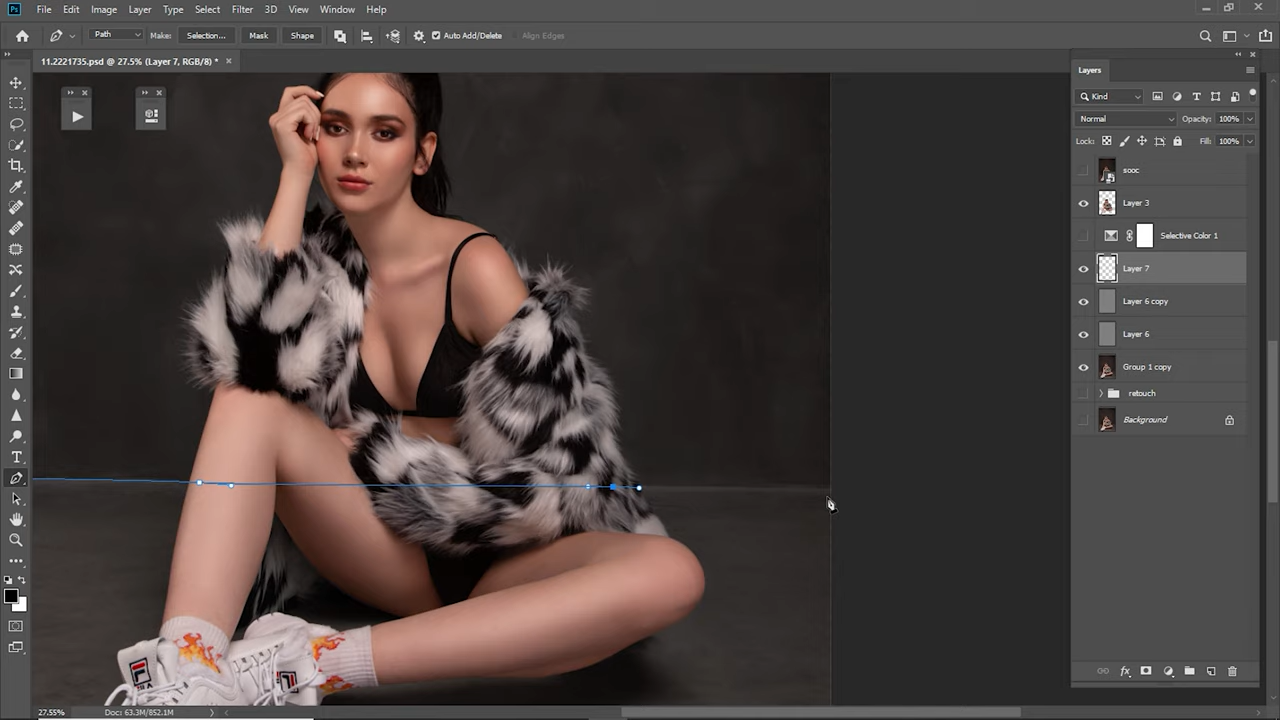 Ps File Edit Image Layer Type Select Filter 3D View Window Help
Path Make: Selection... Mask Shape Auto Add/Delete Align Edges
11.2221735.psd @ 27.5% (Layer 7, RGB/8) *
Layers
Kind
Normal Opacity: 100%
Lock: Fill: 100%
sooc
Layer 3
Selective Color 1
Layer 7
Layer 6 copy
Layer 6
Group 1 copy
retouch
Background
27.55% Doc: 63.3M/852.1M